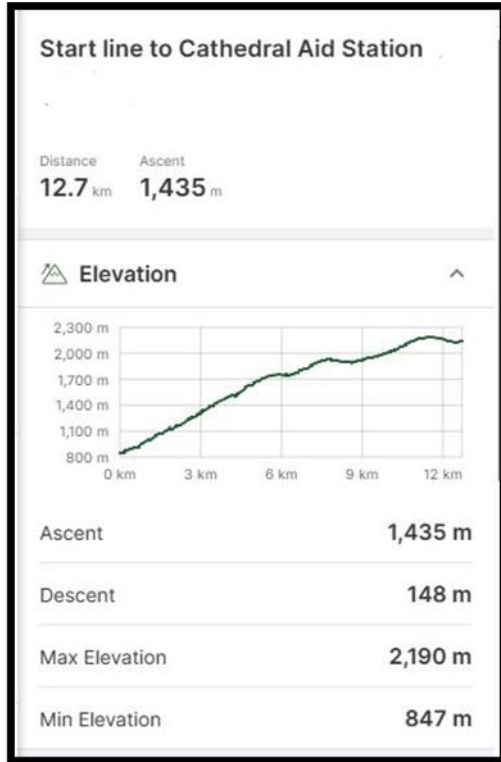 Start line to Cathedral Aid Station
Distance Ascent
12.7 km 1,435 m
Elevation
2,300 m
2,000 m
1,700 m
1,400 m
1,100 m
800 m
0 km 3 km 6 km 9 km 12 km
Ascent 1,435 m
Descent 148 m
Max Elevation 2,190 m
Min Elevation 847 m